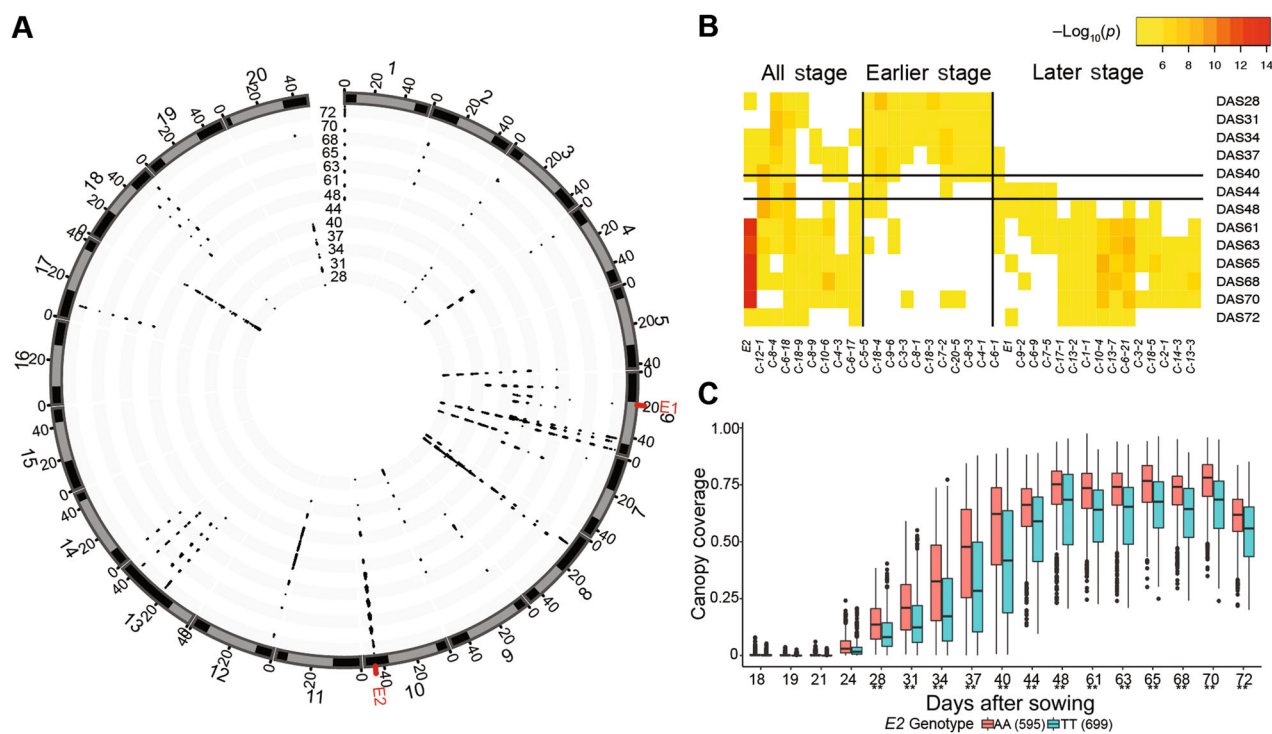 A
1
2
3
4
5
6
7
8
9
10
11
12
13
14
15
16
17
18
19
20
0 20 40
72
70
68
65
63
61
48
44
40
37
34
31
28
E1
E2
B
−Log10(p)
6 8 10 12 14
All stage Earlier stage Later stage
DAS28
DAS31
DAS34
DAS37
DAS40
DAS44
DAS48
DAS61
DAS63
DAS65
DAS68
DAS70
DAS72
E2 C-12-1 C-8-4 C-6-18 C-18-9 C-8-9 C-10-6 C-4-3 C-6-17 C-5-5 C-18-4 C-9-6 C-3-3 C-8-1 C-18-3 C-7-2 C-20-5 C-8-3 C-4-1 C-6-1 E1 C-9-2 C-6-9 C-7-5 C-17-1 C-13-2 C-1-1 C-10-4 C-13-7 C-6-21 C-3-2 C-18-5 C-2-1 C-14-3 C-13-3
C
Canopy coverage
1.00
0.75
0.50
0.25
0
18 19 21 24 28 31 34 37 40 44 48 61 63 65 68 70 72
** ** ** ** ** ** ** ** ** ** ** ** **
Days after sowing
E2 Genotype AA (595) TT (699)